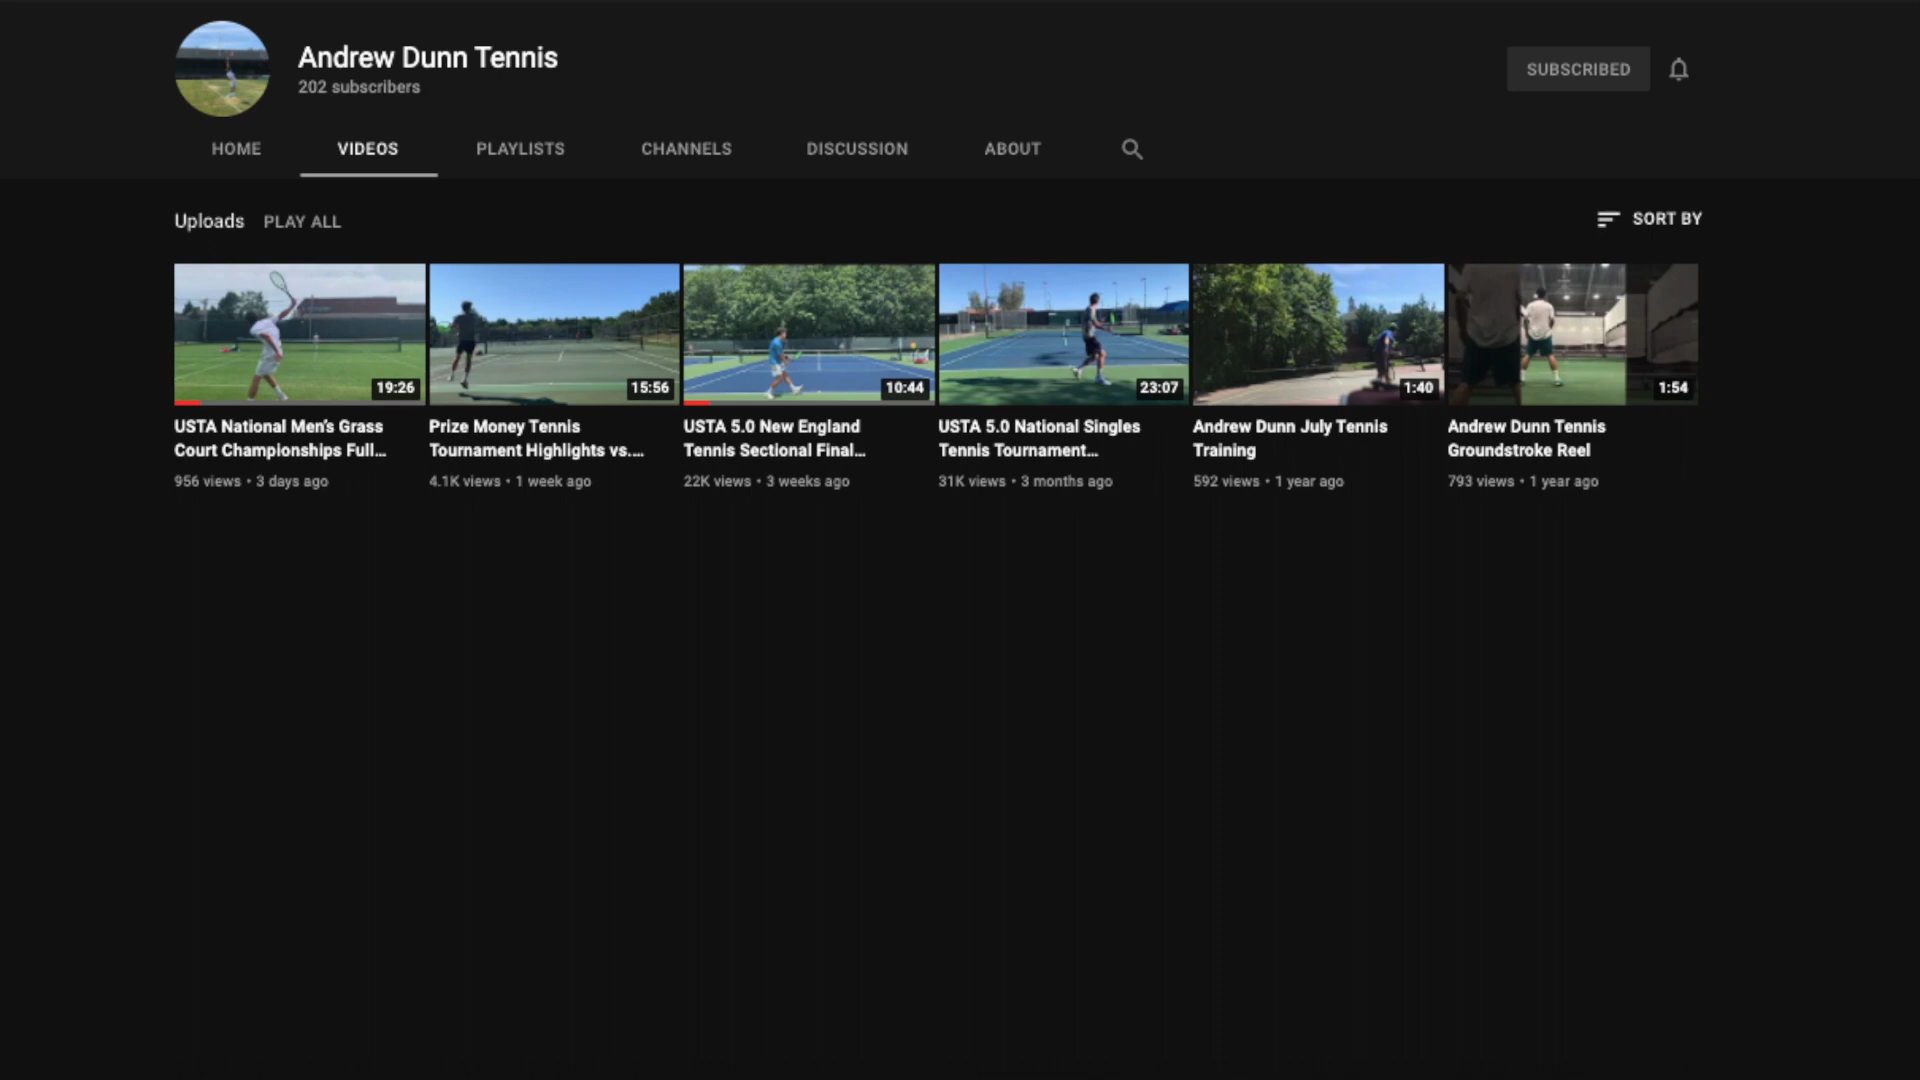 Andrew Dunn Tennis
202 subscribers
SUBSCRIBED
HOME
VIDEOS
PLAYLISTS
CHANNELS
DISCUSSION
ABOUT
Uploads
PLAY ALL
SORT BY
19:26
15:56
10:44
23:07
1:40
1:54
USTA National Men’s Grass
Court Championships Full...
956 views • 3 days ago
Prize Money Tennis
Tournament Highlights vs....
4.1K views • 1 week ago
USTA 5.0 New England
Tennis Sectional Final...
22K views • 3 weeks ago
USTA 5.0 National Singles
Tennis Tournament...
31K views • 3 months ago
Andrew Dunn July Tennis
Training
592 views • 1 year ago
Andrew Dunn Tennis
Groundstroke Reel
793 views • 1 year ago